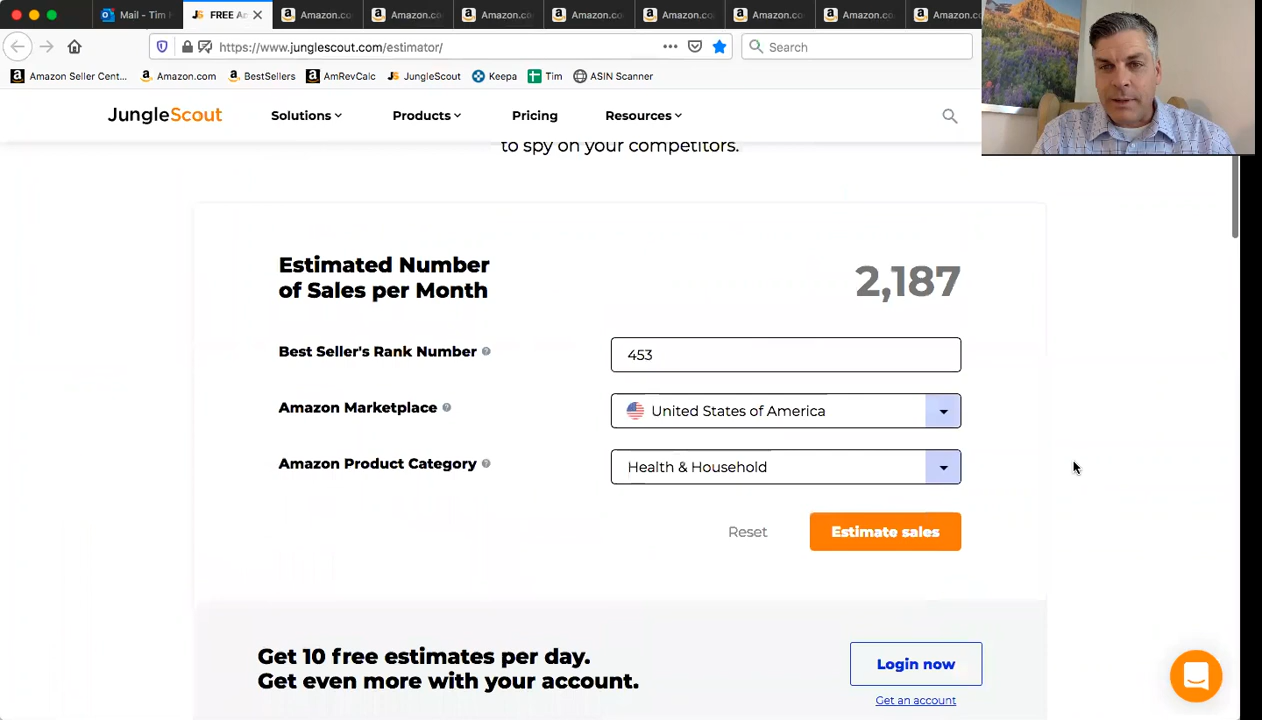 Mail - Tim
FREE A
Amazon.co
Amazon.co
Amazon.co
Amazon.co
Amazon.co
Amazon.co
Amazon.co
Amazon.co
https://www.junglescout.com/estimator/
Search
Amazon Seller Cent...
Amazon.com
BestSellers
AmRevCalc
JungleScout
Keepa
Tim
ASIN Scanner
JungleScout
Solutions
Products
Pricing
Resources
to spy on your competitors.
Estimated Number
of Sales per Month
2,187
Best Seller's Rank Number
453
Amazon Marketplace
United States of America
Amazon Product Category
Health & Household
Reset
Estimate sales
Get 10 free estimates per day.
Get even more with your account.
Login now
Get an account